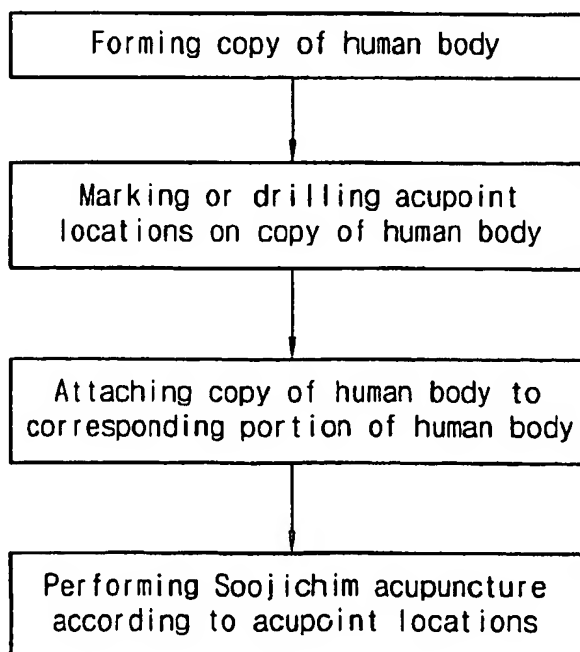 Forming copy of human body
Marking or drilling acupoint
locations on copy of human body
Attaching copy of human body to
corresponding portion of human body
Performing Soojichim acupuncture
according to acupoint locations